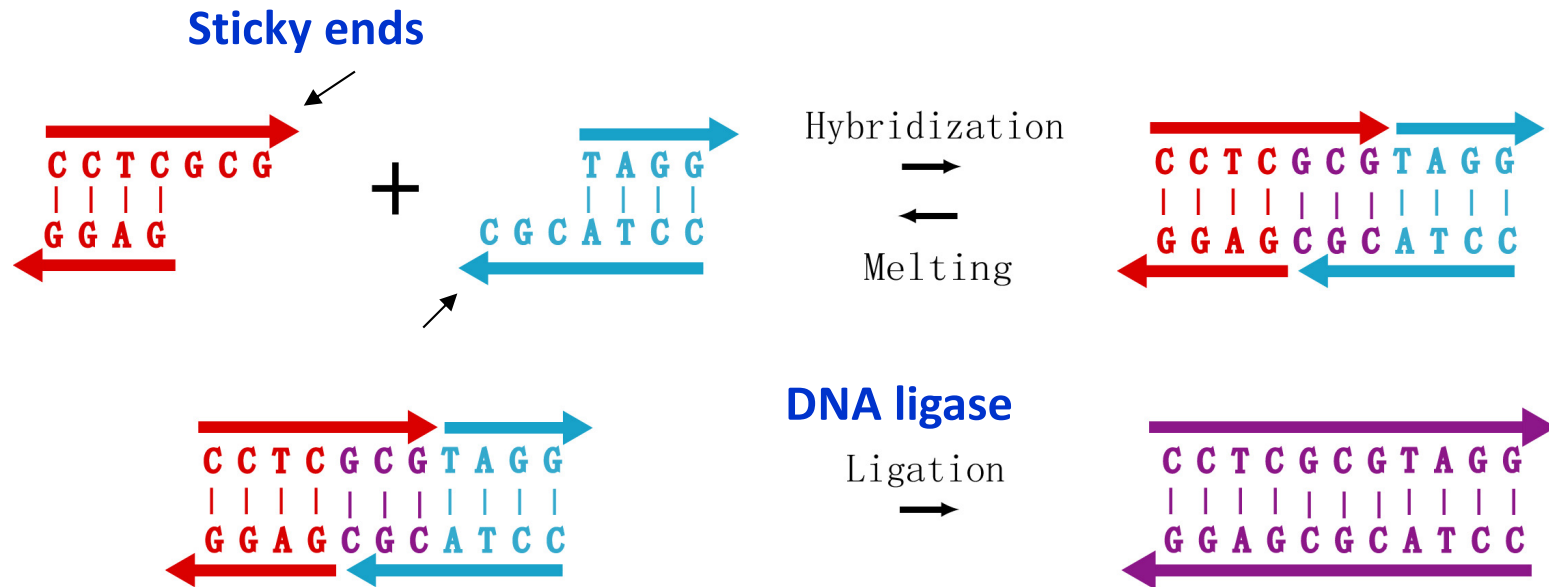 Sticky ends
C C T C G C G
G G A G
+
T A G G
C G C A T C C
Hybridization
Melting
C C T C G C G T A G G
G G A G C G C A T C C
C C T C G C G T A G G
G G A G C G C A T C C
DNA ligase
Ligation
C C T C G C G T A G G
G G A G C G C A T C C